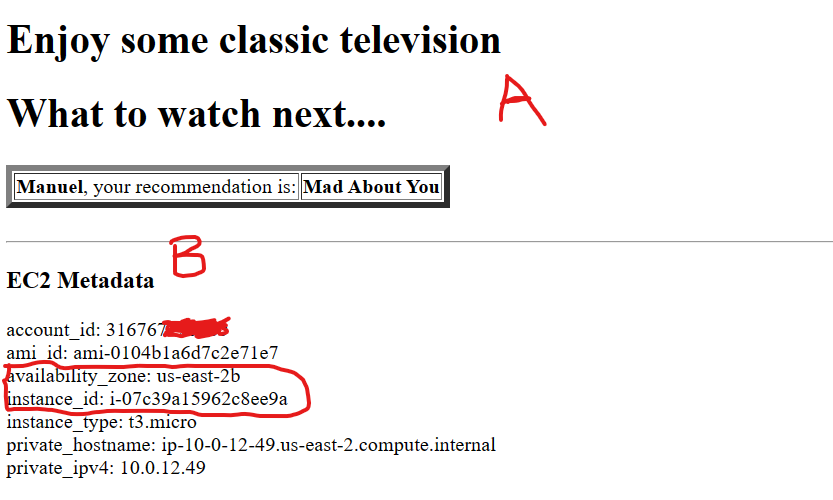 Enjoy some classic television
A
What to watch next....
Manuel, your recommendation is: Mad About You
B
EC2 Metadata
account_id: 316767
ami_id: ami-0104b1a6d7c2e71e7
availability_zone: us-east-2b
instance_id: i-07c39a15962c8ee9a
instance_type: t3.micro
private_hostname: ip-10-0-12-49.us-east-2.compute.internal
private_ipv4: 10.0.12.49